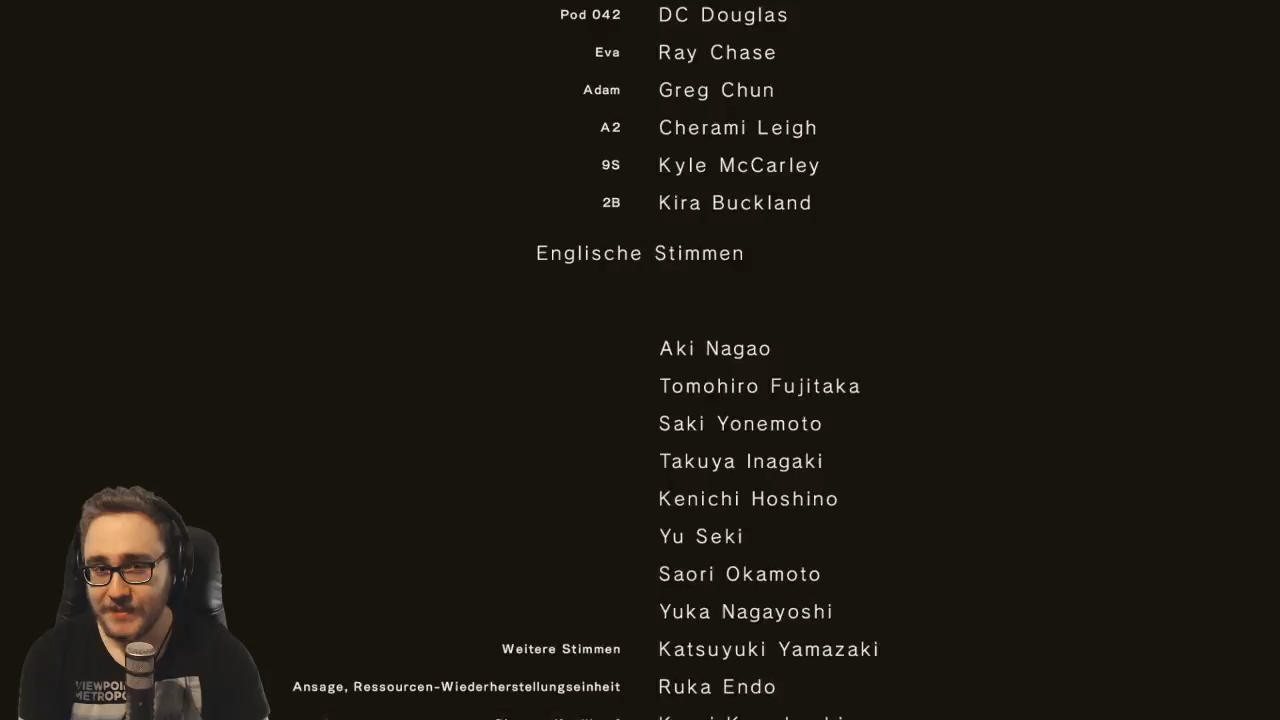 Pod 042 DC Douglas
Eva Ray Chase
Adam Greg Chun
A2 Cherami Leigh
9S Kyle McCarley
2B Kira Buckland
Englische Stimmen
Aki Nagao
Tomohiro Fujitaka
Saki Yonemoto
Takuya Inagaki
Kenichi Hoshino
Yu Seki
Saori Okamoto
Yuka Nagayoshi
Weitere Stimmen Katsuyuki Yamazaki
Ansage, Ressourcen-Wiederherstellungseinheit Ruka Endo